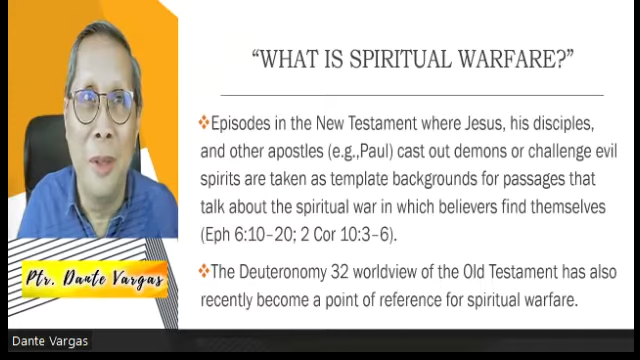 “WHAT IS SPIRITUAL WARFARE?”
❖Episodes in the New Testament where Jesus, his disciples,
and other apostles (e.g.,Paul) cast out demons or challenge evil
spirits are taken as template backgrounds for passages that
talk about the spiritual war in which believers find themselves
(Eph 6:10–20; 2 Cor 10:3–6).
❖The Deuteronomy 32 worldview of the Old Testament has also
recently become a point of reference for spiritual warfare.
Ptr. Dante Vargas
Dante Vargas